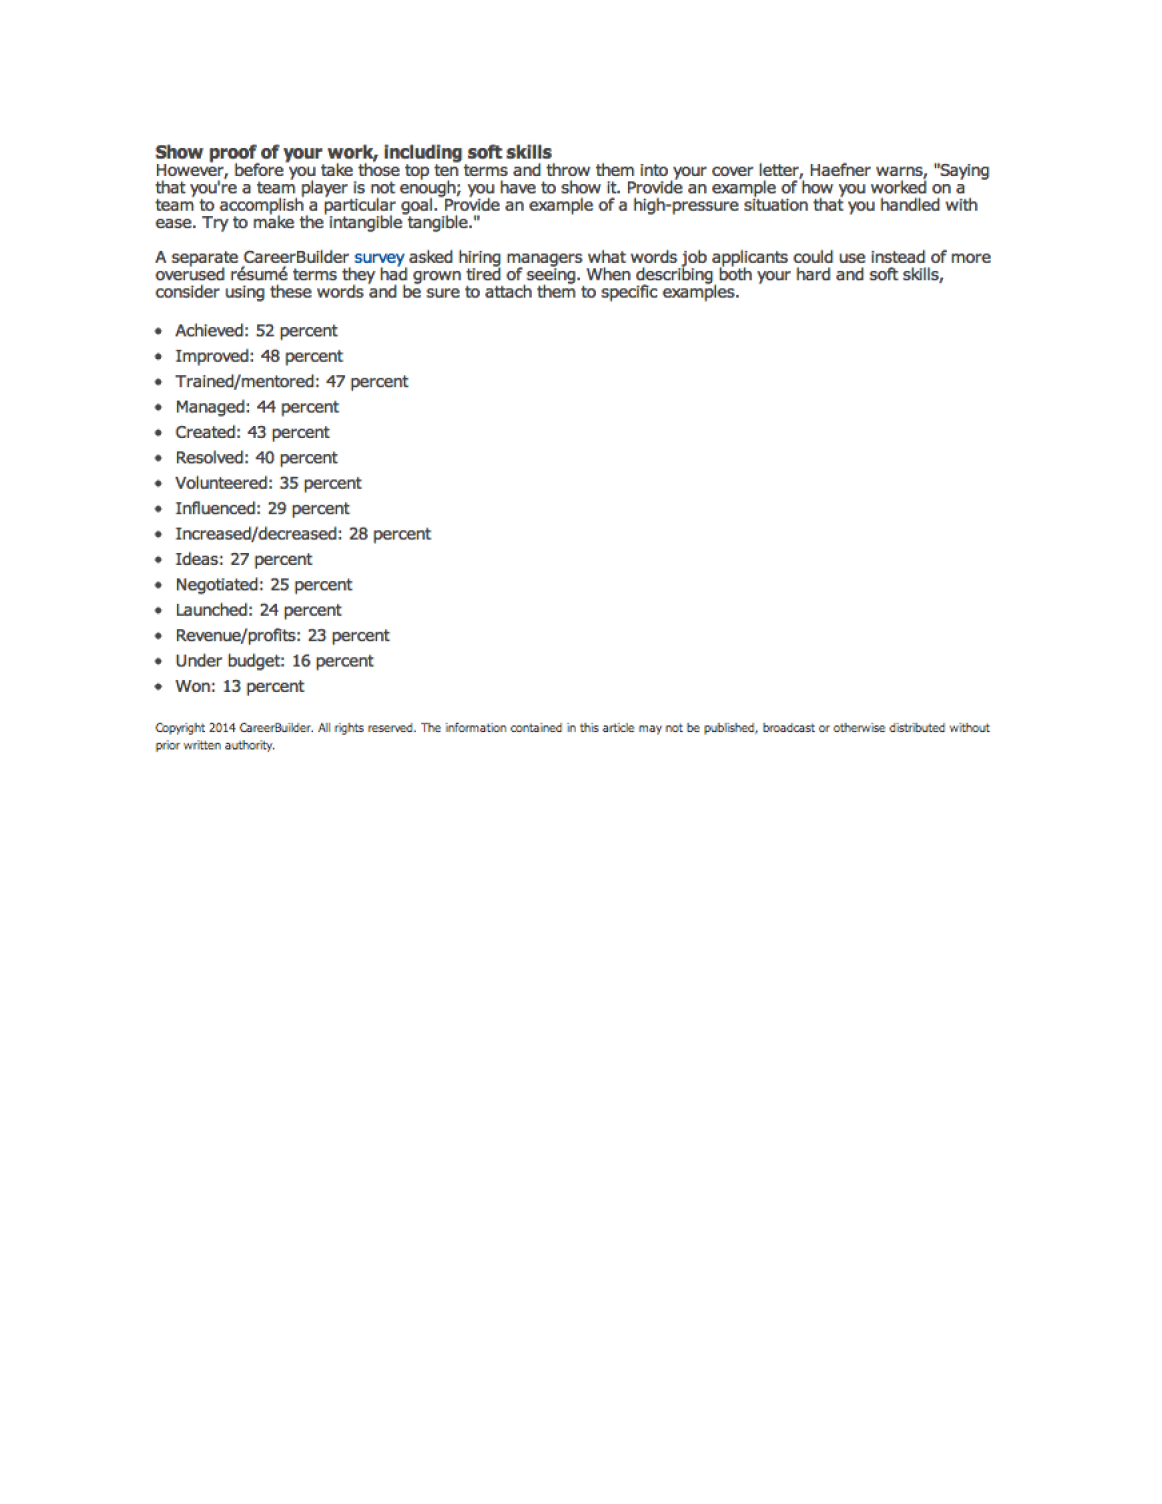 Show proof of your work, including soft skills
However, before you take those top ten terms and throw them into your cover letter, Haefner warns, "Saying
that you're a team player is not enough; you have to show it. Provide an example of how you worked on a
team to accomplish a particular goal. Provide an example of a high-pressure situation that you handled with
ease. Try to make the intangible tangible."
A separate CareerBuilder survey asked hiring managers what words job applicants could use instead of more
overused résumé terms they had grown tired of seeing. When describing both your hard and soft skills,
consider using these words and be sure to attach them to specific examples.
• Achieved: 52 percent
• Improved: 48 percent
• Trained/mentored: 47 percent
• Managed: 44 percent
• Created: 43 percent
• Resolved: 40 percent
• Volunteered: 35 percent
• Influenced: 29 percent
• Increased/decreased: 28 percent
• Ideas: 27 percent
• Negotiated: 25 percent
• Launched: 24 percent
• Revenue/profits: 23 percent
• Under budget: 16 percent
• Won: 13 percent
Copyright 2014 CareerBuilder. All rights reserved. The information contained in this article may not be published, broadcast or otherwise distributed without
prior written authority.